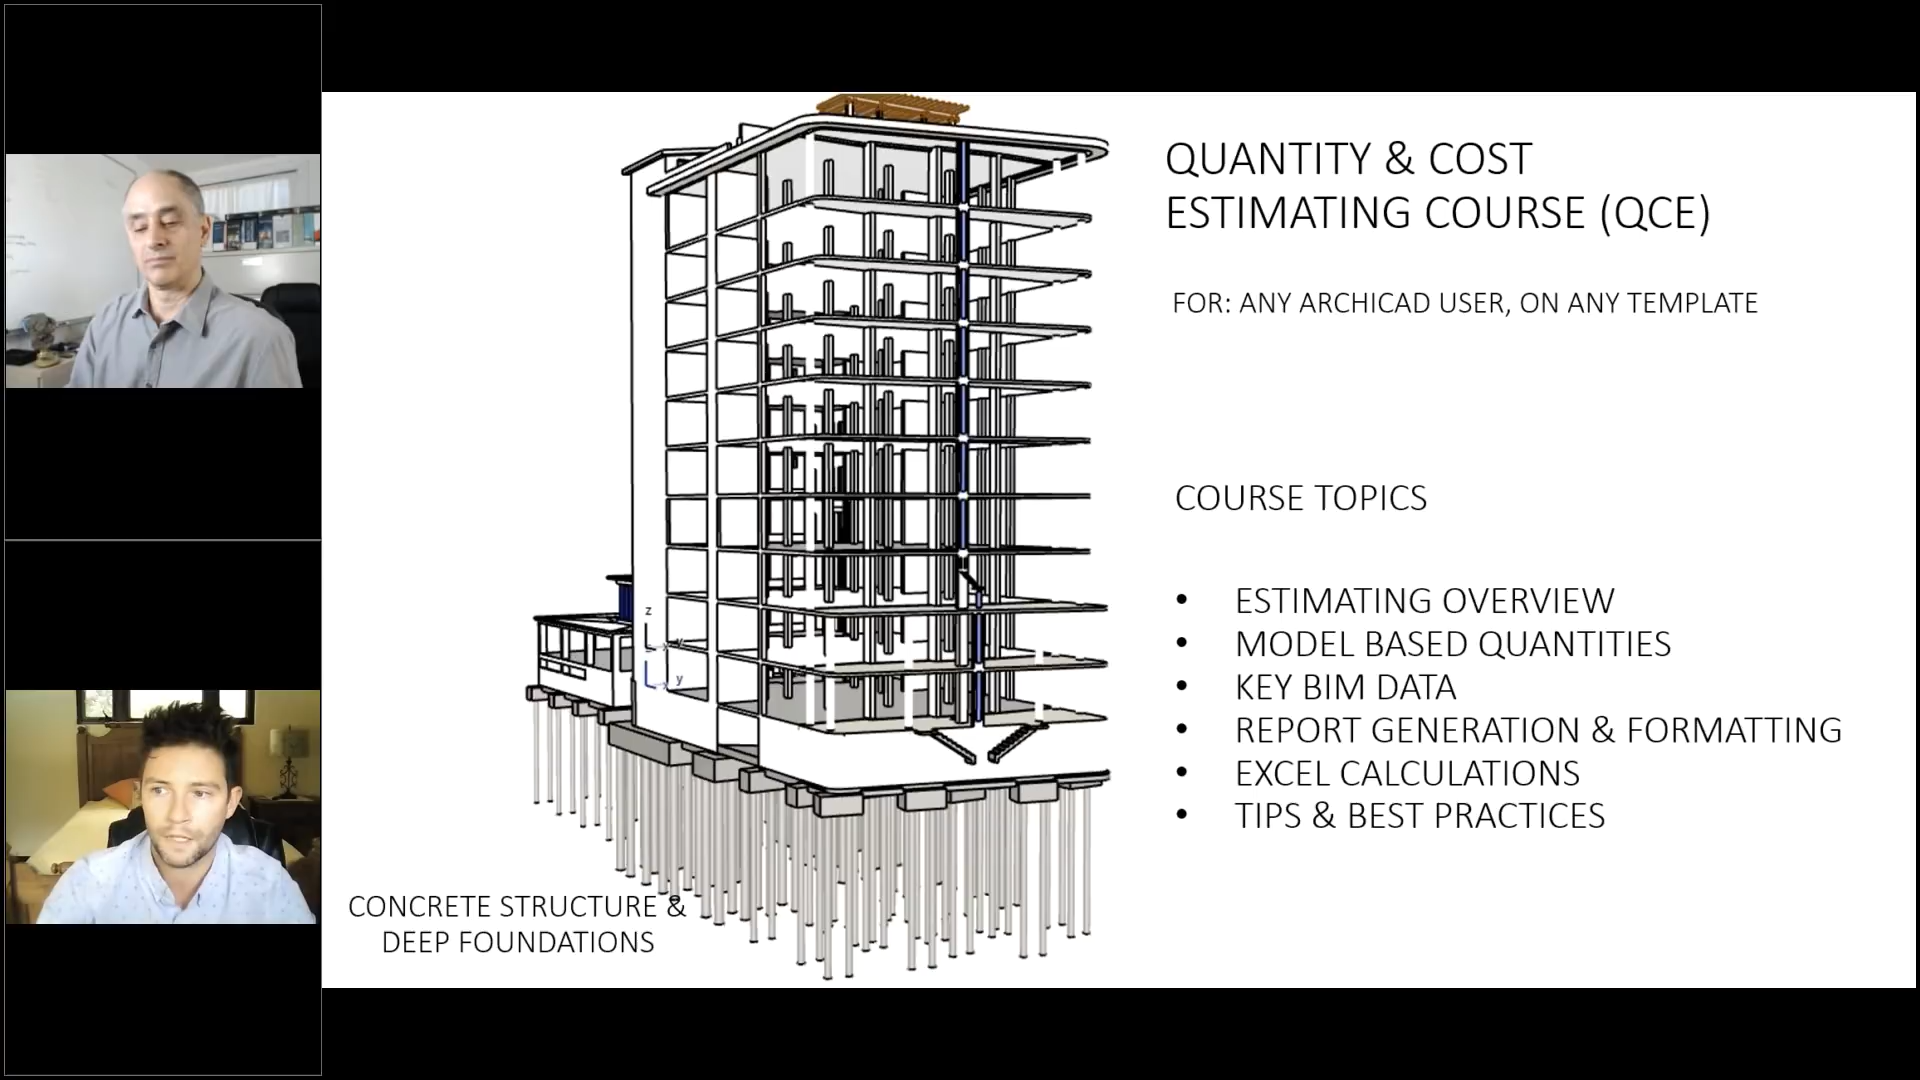 QUANTITY & COST
ESTIMATING COURSE (QCE)
FOR: ANY ARCHICAD USER, ON ANY TEMPLATE
COURSE TOPICS
• ESTIMATING OVERVIEW
• MODEL BASED QUANTITIES
• KEY BIM DATA
• REPORT GENERATION & FORMATTING
• EXCEL CALCULATIONS
• TIPS & BEST PRACTICES
CONCRETE STRUCTURE &
DEEP FOUNDATIONS
z
y
x
y
x